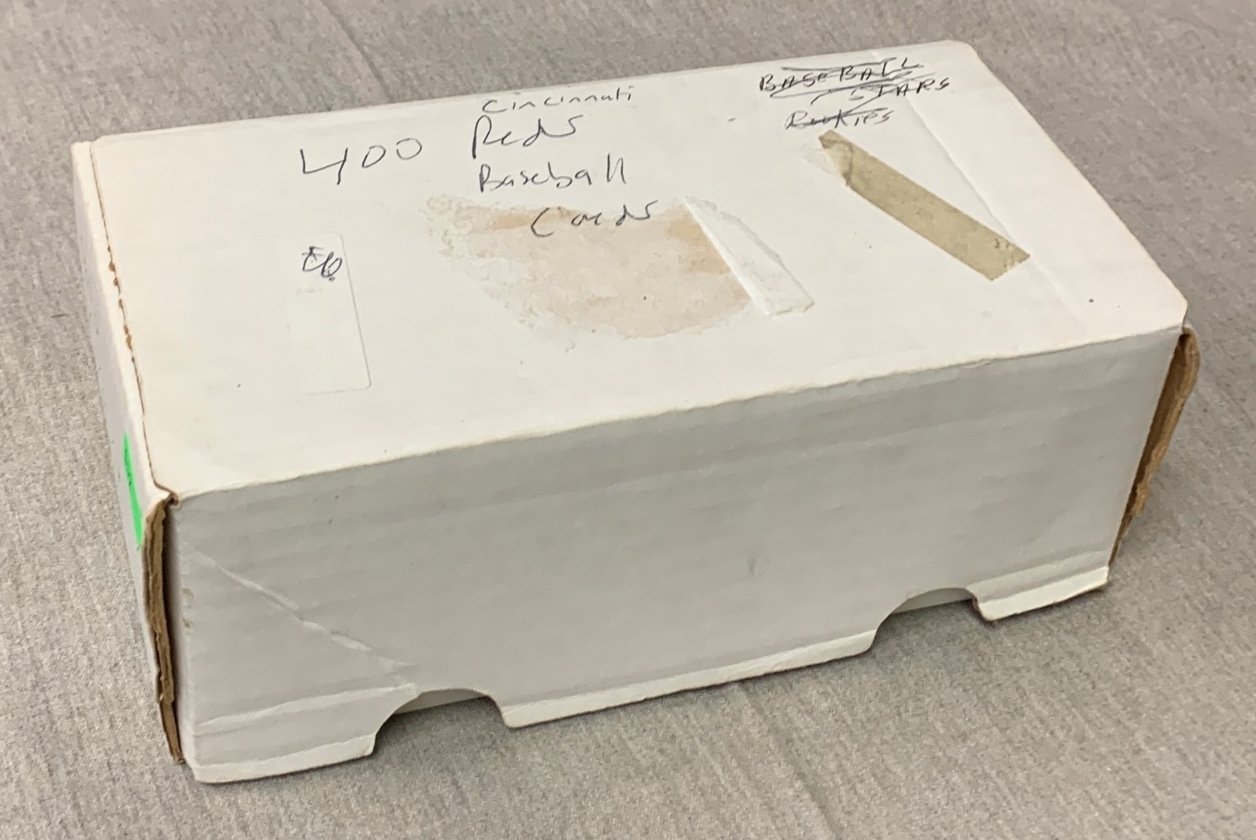 Cincinnati
400 Reds
Baseball
Cards
BASEBALL
STARS
Rookies